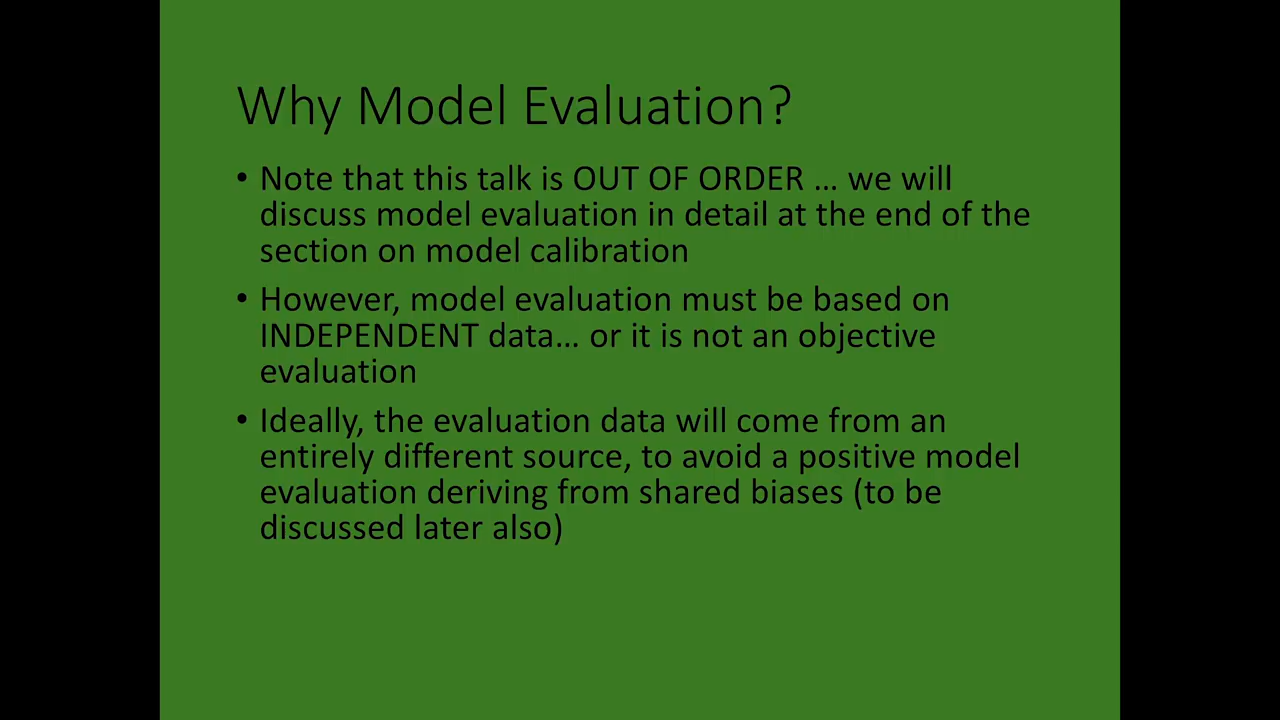 Why Model Evaluation?
• Note that this talk is OUT OF ORDER … we will
discuss model evaluation in detail at the end of the
section on model calibration
• However, model evaluation must be based on
INDEPENDENT data… or it is not an objective
evaluation
• Ideally, the evaluation data will come from an
entirely different source, to avoid a positive model
evaluation deriving from shared biases (to be
discussed later also)